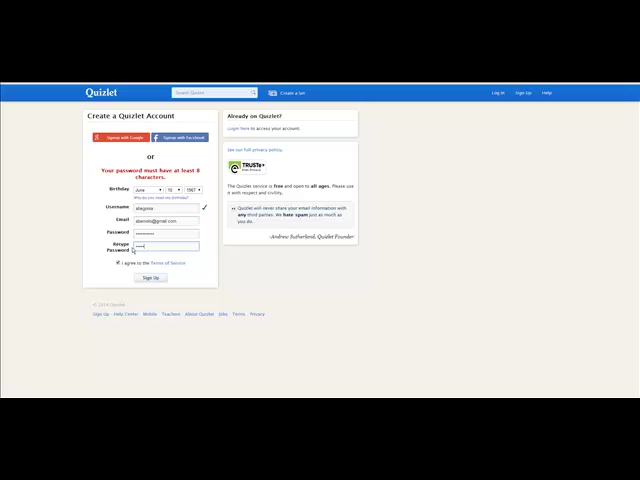 Quizlet
Search Quizlet
Create a Set
Log In
Sign Up
Help
Create a Quizlet Account
Signup with Google
Signup with Facebook
or
Your password must have at least 8
characters.
Birthday
June
10
1967
Why do you need my birthday?
Username
Email
Password
Retype
Password
I agree to the Terms of Service
Sign Up
Already on Quizlet?
Login here to access your account.
See our full privacy policy.
TRUSTe
The Quizlet service is free and open to all ages. Please use
it with respect and civility.
Quizlet will never share your email information with
any third parties. We hate spam just as much as
you do.
-Andrew Sutherland, Quizlet Founder
© 2014 Quizlet
Sign Up
Help Center
Mobile
Teachers
About Quizlet
Jobs
Terms
Privacy